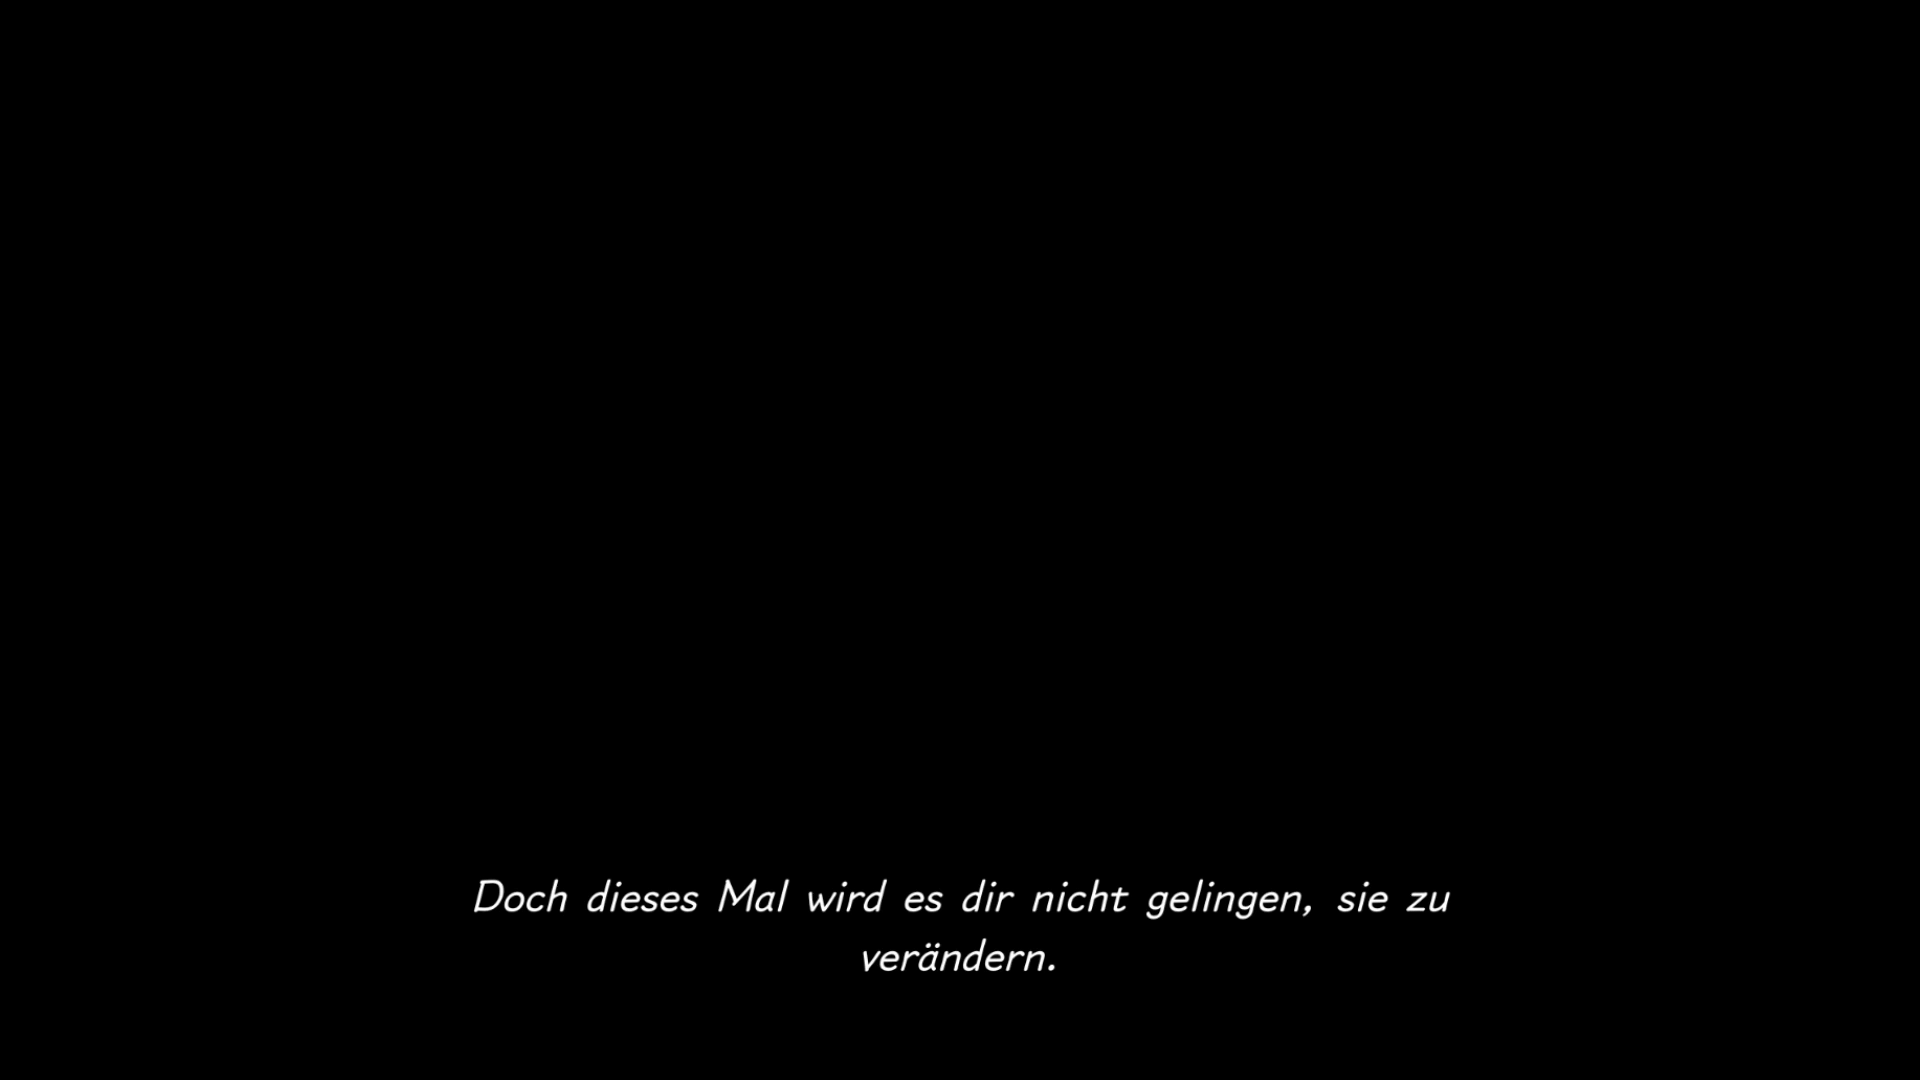 Doch dieses Mal wird es dir nicht gelingen, sie zu
verändern.